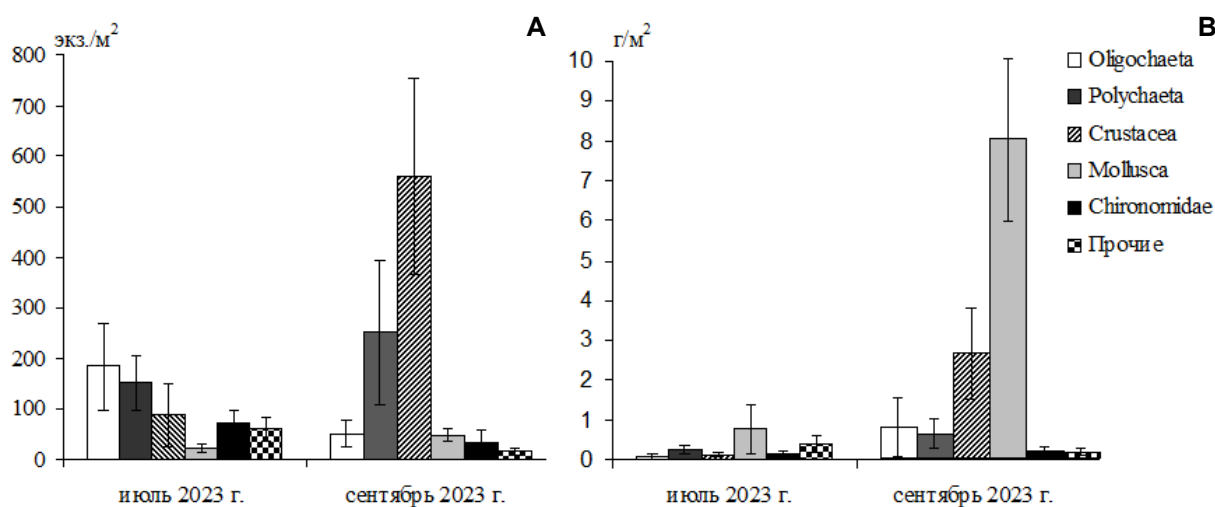 экз./м²
A
800
700
600
500
400
300
200
100
0
июль 2023 г.
сентябрь 2023 г.
г/м²
B
10
9
8
7
6
5
4
3
2
1
0
июль 2023 г.
сентябрь 2023 г.
Oligochaeta
Polychaeta
Crustacea
Mollusca
Chironomidae
Прочие